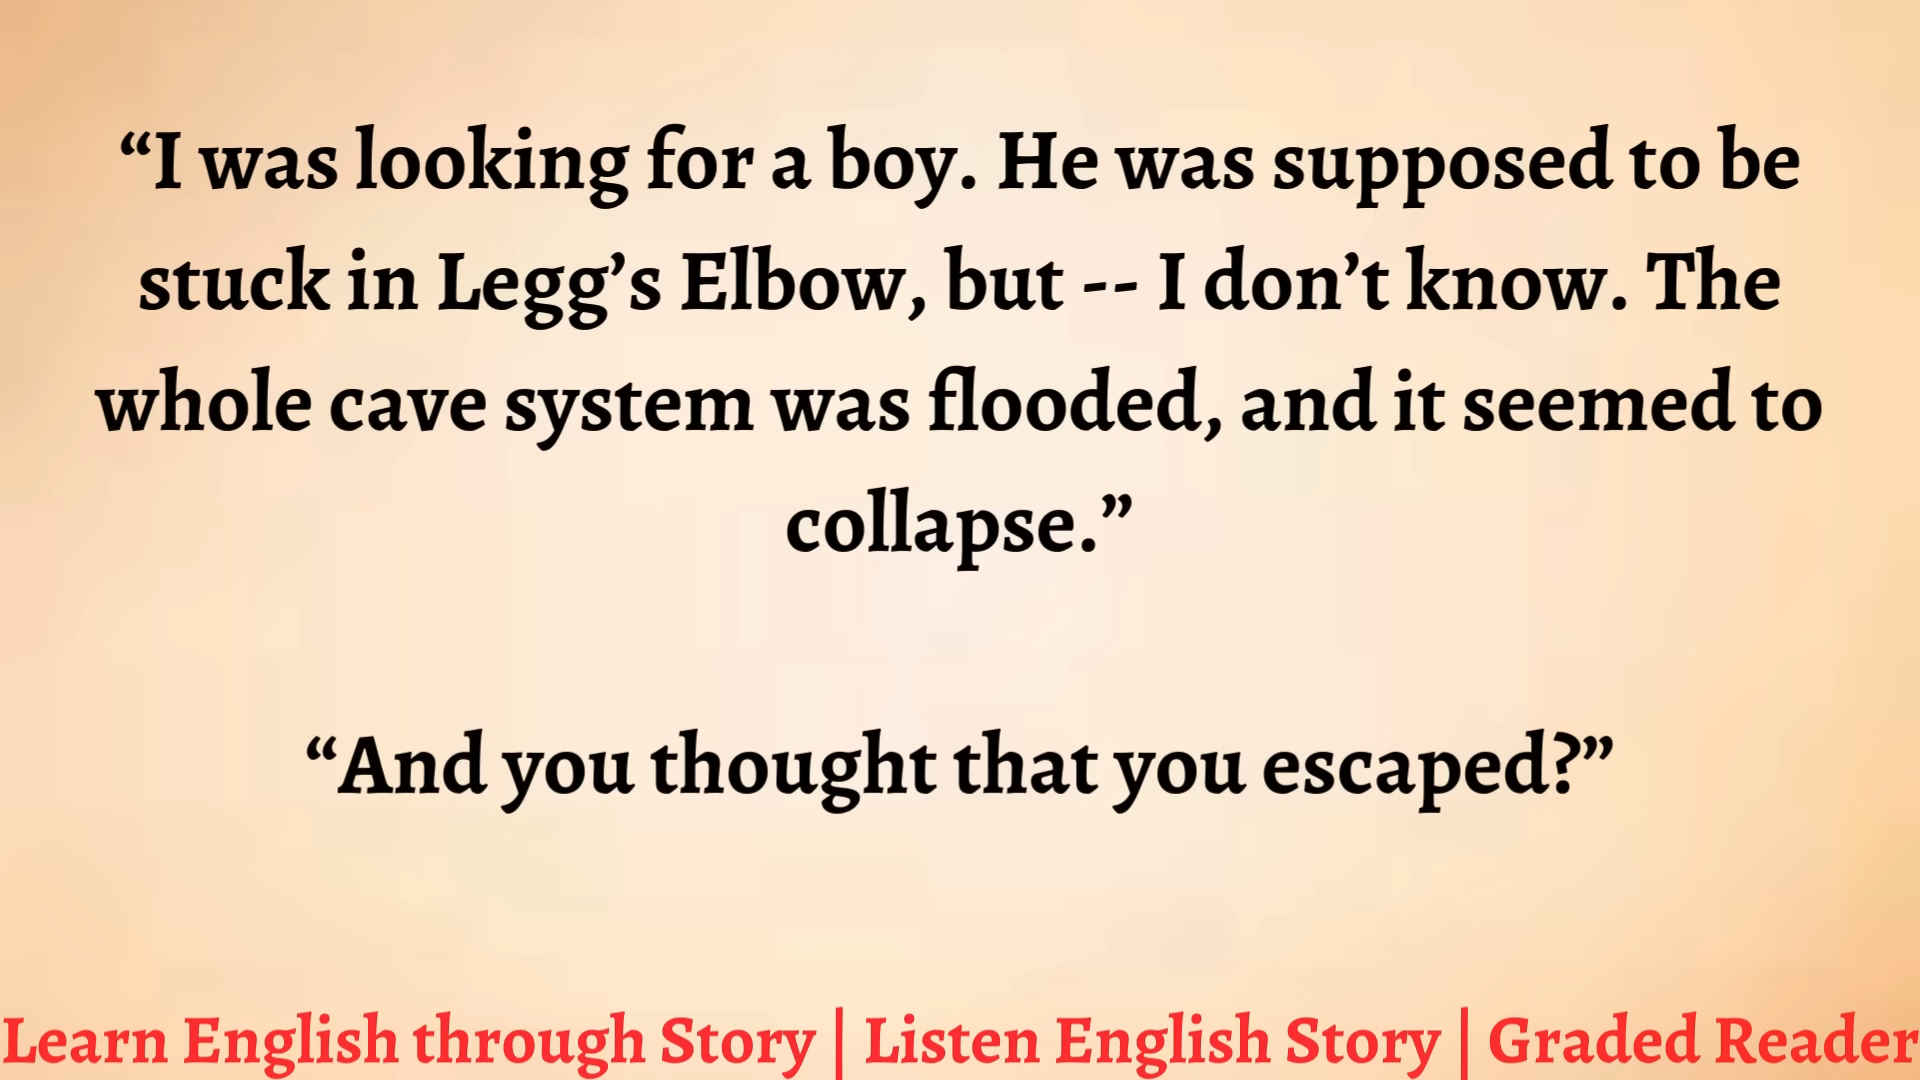 “I was looking for a boy. He was supposed to be
stuck in Legg’s Elbow, but -- I don’t know. The
whole cave system was flooded, and it seemed to
collapse.”
“And you thought that you escaped?”
Learn English through Story | Listen English Story | Graded Reader